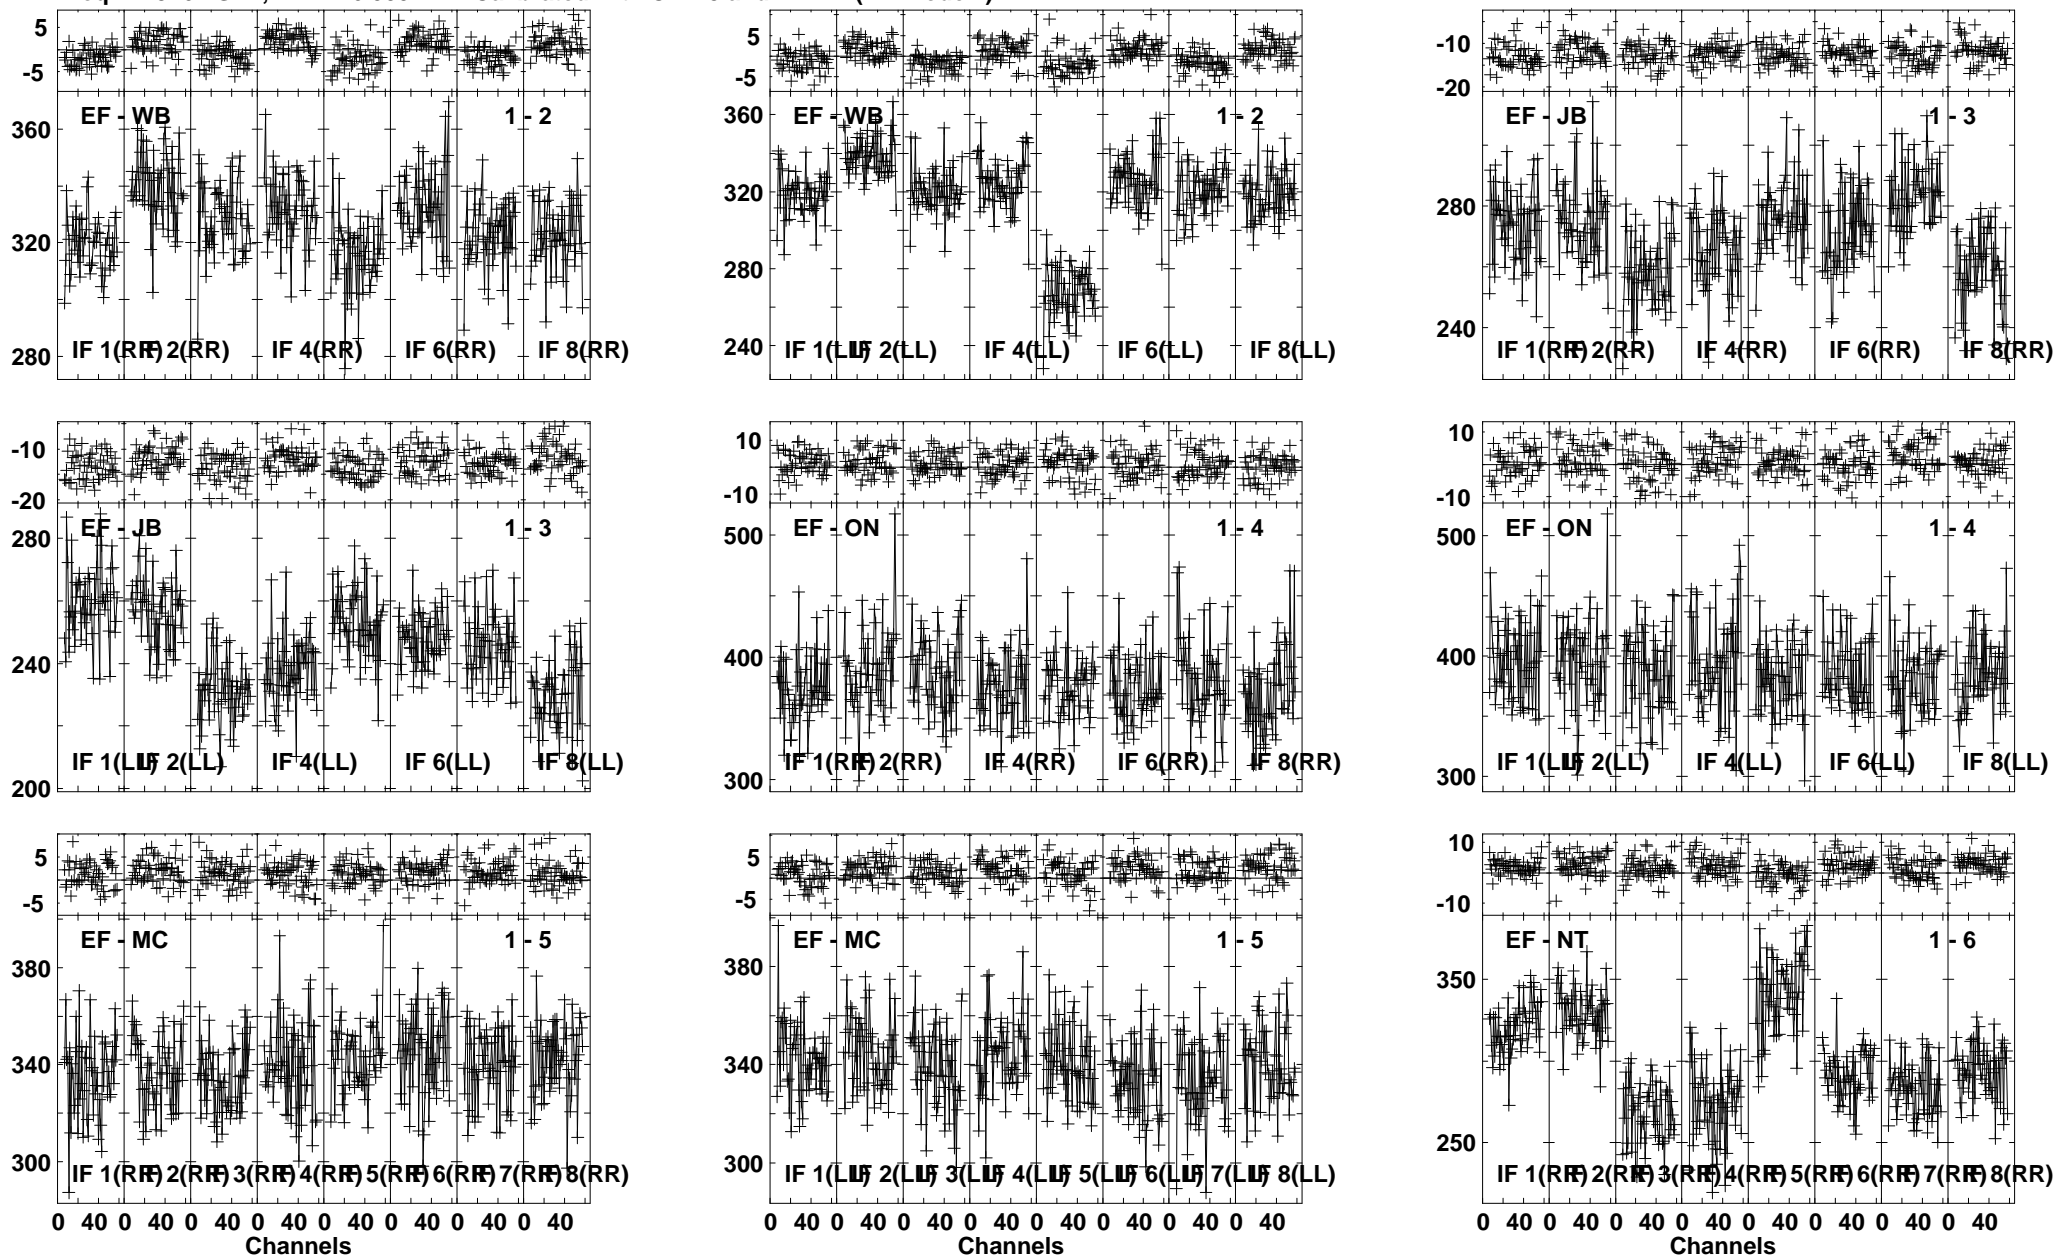 5
-5
EF - WB
1 - 2
360
320
280
IF 1(RR)
IF 2(RR)
IF 4(RR)
IF 6(RR)
IF 8(RR)
5
-5
EF - WB
1 - 2
360
320
280
240
IF 1(LL)
IF 2(LL)
IF 4(LL)
IF 6(LL)
IF 8(LL)
-10
-20
EF - JB
1 - 3
280
240
IF 1(RR)
IF 2(RR)
IF 4(RR)
IF 6(RR)
IF 8(RR)
-10
-20
EF - JB
1 - 3
280
240
200
IF 1(LL)
IF 2(LL)
IF 4(LL)
IF 6(LL)
IF 8(LL)
10
-10
EF - ON
1 - 4
500
400
300
IF 1(RR)
IF 2(RR)
IF 4(RR)
IF 6(RR)
IF 8(RR)
10
-10
EF - ON
1 - 4
500
400
300
IF 1(LL)
IF 2(LL)
IF 4(LL)
IF 6(LL)
IF 8(LL)
5
-5
EF - MC
1 - 5
380
340
300
IF 1(RR)
IF 2(RR)
IF 3(RR)
IF 4(RR)
IF 5(RR)
IF 6(RR)
IF 7(RR)
IF 8(RR)
0 40 0 40 0 40 0 40 0 40 0 40 0 40 0 40
Channels
5
-5
EF - MC
1 - 5
380
340
300
IF 1(LL)
IF 2(LL)
IF 3(LL)
IF 4(LL)
IF 5(LL)
IF 6(LL)
IF 7(LL)
IF 8(LL)
0 40 0 40 0 40 0 40 0 40 0 40 0 40 0 40
Channels
10
-10
EF - NT
1 - 6
350
250
IF 1(RR)
IF 2(RR)
IF 3(RR)
IF 4(RR)
IF 5(RR)
IF 6(RR)
IF 7(RR)
IF 8(RR)
0 40 0 40 0 40 0 40 0 40 0 40 0 40 0 40
Channels